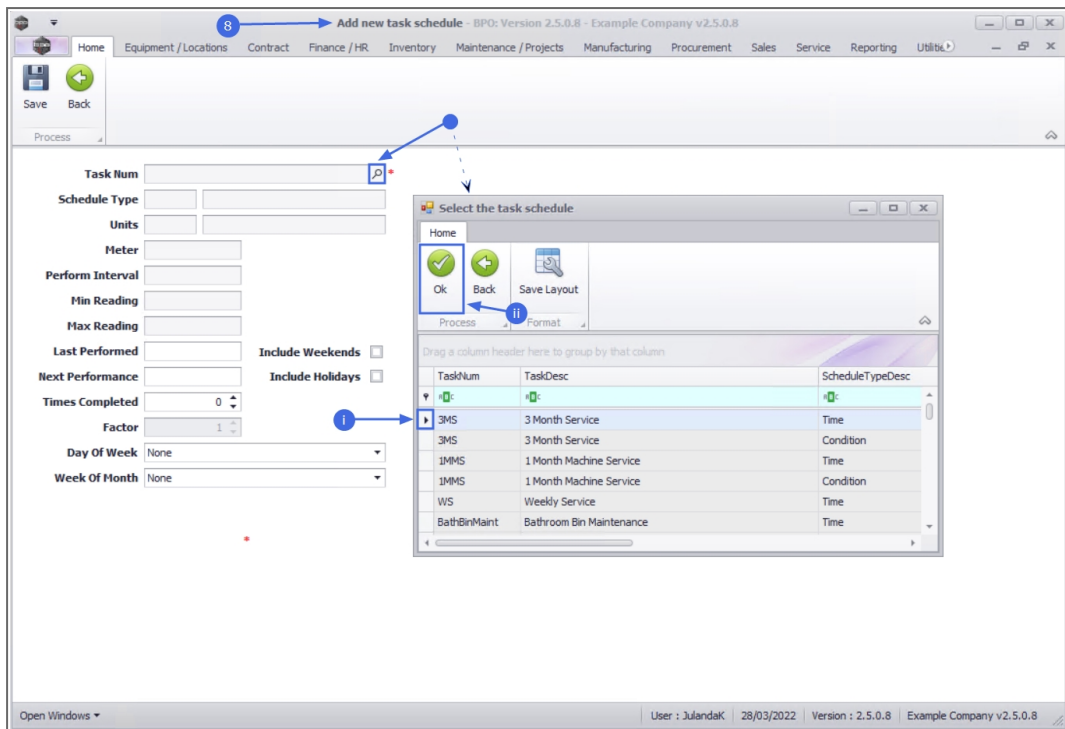 8
Add new task schedule - BPO: Version 2.5.0.8 - Example Company v2.5.0.8
Home Equipment / Locations Contract Finance / HR Inventory Maintenance / Projects Manufacturing Procurement Sales Service Reporting
Save Back
Process
Task Num *
Schedule Type
Units
Meter
Perform Interval
Min Reading
Max Reading
Last Performed Include Weekends
Next Performance Include Holidays
Times Completed 0
Factor 1
Day Of Week None
Week Of Month None
*
Select the task schedule
Home
Ok Back Save Layout
ii
Process Format
Drag a column header here to group by that column
TaskNum TaskDesc ScheduleTypeDesc
i
3MS 3 Month Service Time
3MS 3 Month Service Condition
1MMS 1 Month Machine Service Time
1MMS 1 Month Machine Service Condition
WS Weekly Service Time
BathBinMaint Bathroom Bin Maintenance Time
Open Windows User : JulandaK 28/03/2022 Version : 2.5.0.8 Example Company v2.5.0.8